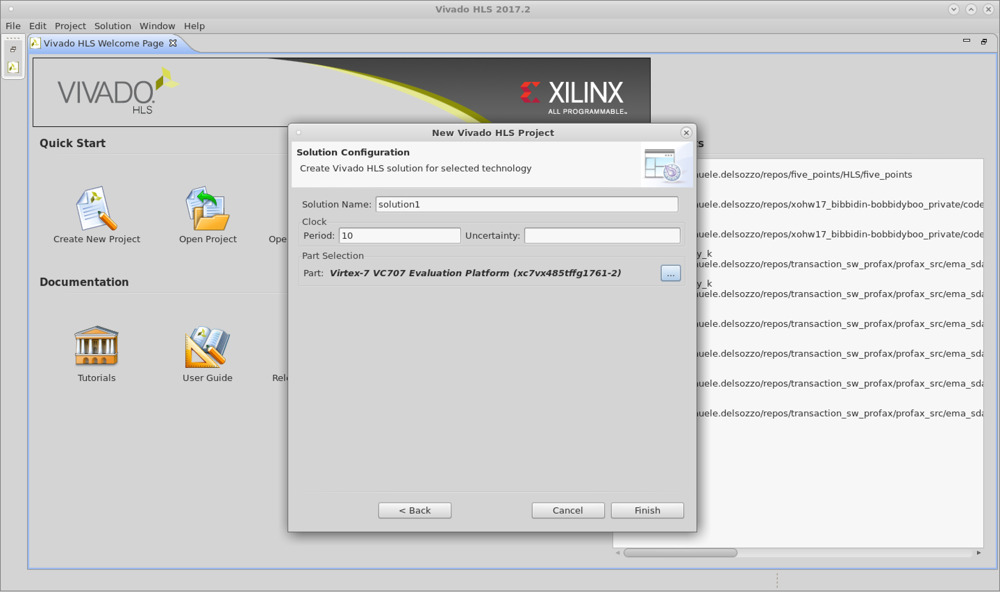 Vivado HLS 2017.2
File Edit Project Solution Window Help
Vivado HLS Welcome Page
VIVADO.
HLS
XILINX
ALL PROGRAMMABLE™
Quick Start
Create New Project
Open Project
Documentation
Tutorials
User Guide
New Vivado HLS Project
Solution Configuration
Create Vivado HLS solution for selected technology
Solution Name: solution1
Clock
Period: 10 Uncertainty:
Part Selection
Part: Virtex-7 VC707 Evaluation Platform (xc7vx485tffg1761-2) ...
< Back Cancel Finish
uele.delsozzo/repos/five_points/HLS/five_points
uele.delsozzo/repos/xohw17_bibbidin-bobbidyboo_private/code
uele.delsozzo/repos/xohw17_bibbidin-bobbidyboo_private/code
y_k
uele.delsozzo/repos/transaction_sw_profax/profax_src/ema_sda
y_k
uele.delsozzo/repos/transaction_sw_profax/profax_src/ema_sda
uele.delsozzo/repos/transaction_sw_profax/profax_src/ema_sda
uele.delsozzo/repos/transaction_sw_profax/profax_src/ema_sda
uele.delsozzo/repos/transaction_sw_profax/profax_src/ema_sda
uele.delsozzo/repos/transaction_sw_profax/profax_src/ema_sda